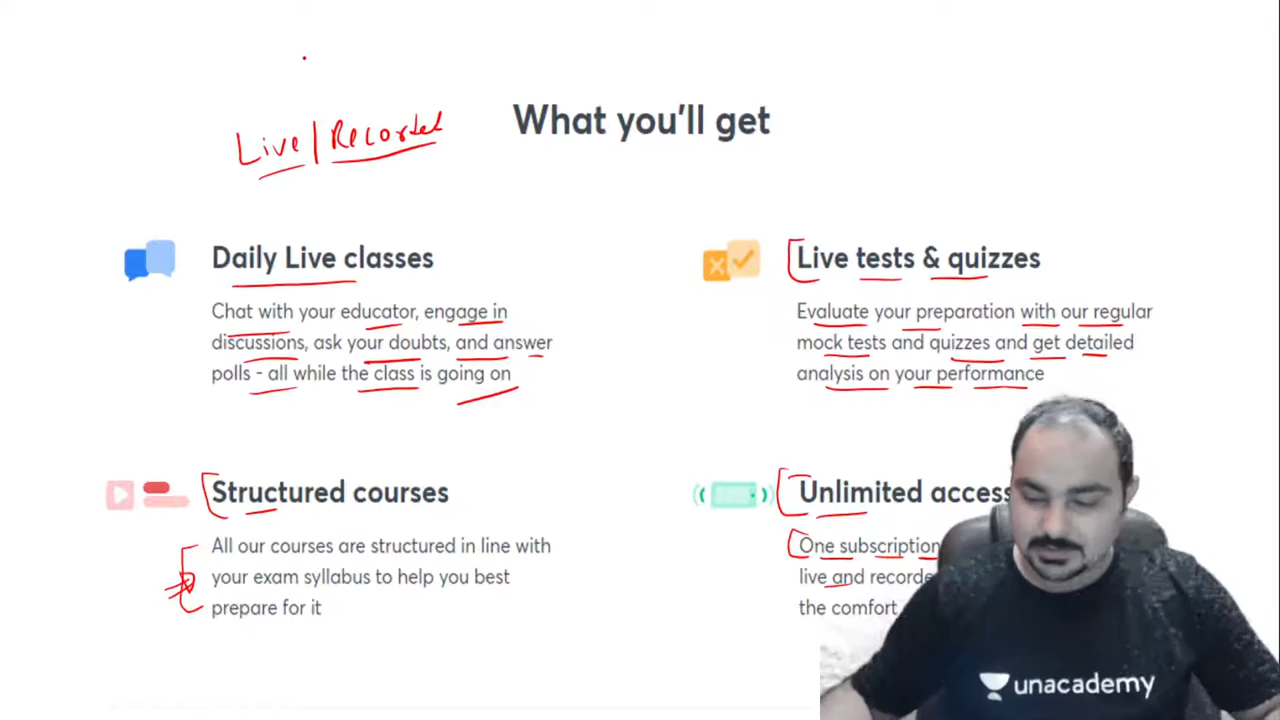 What you'll get
Live/Recorded
Daily Live classes
Chat with your educator, engage in
discussions, ask your doubts, and answer
polls - all while the class is going on
Live tests & quizzes
Evaluate your preparation with our regular
mock tests and quizzes and get detailed
analysis on your performance
Structured courses
All our courses are structured in line with
your exam syllabus to help you best
prepare for it
Unlimited access
One subscription
live and recorde
the comfort
unacademy